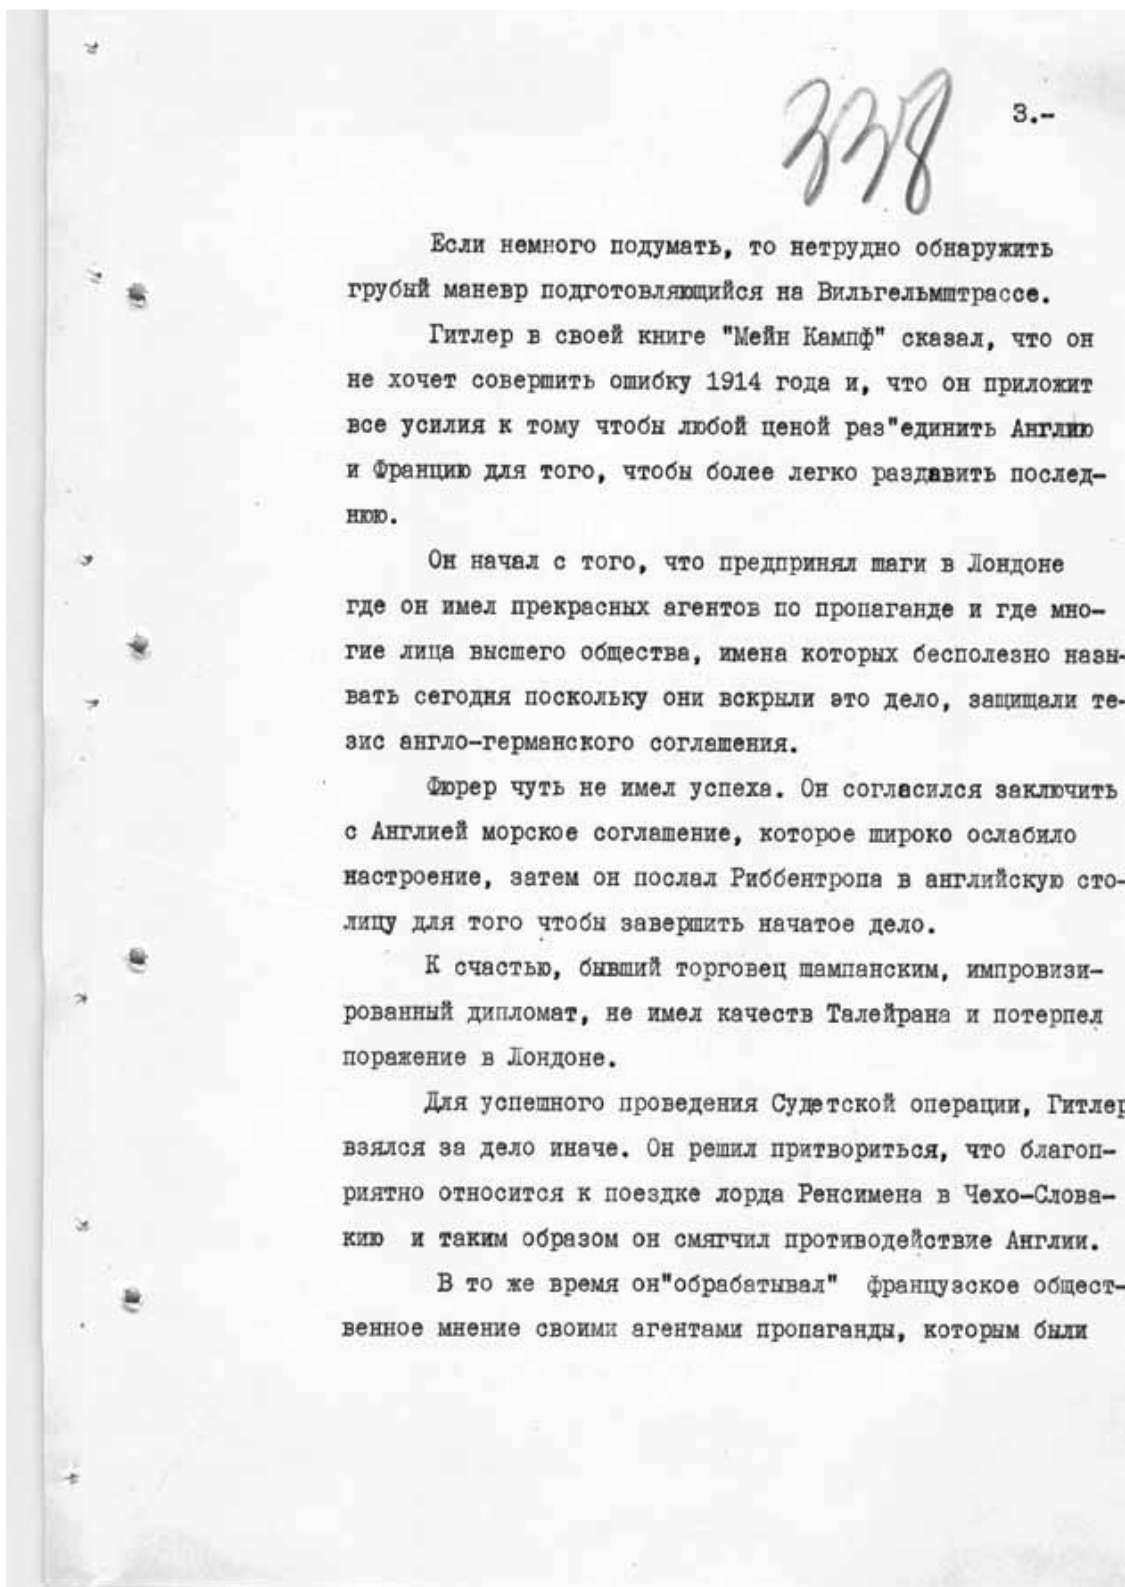 338
3.-
Если немного подумать, то нетрудно обнаружить
грубый маневр подготовляющийся на Вильгельмштрассе.
Гитлер в своей книге "Мейн Кампф" сказал, что он
не хочет совершить ошибку 1914 года и, что он приложит
все усилия к тому чтобы любой ценой раз"единить Англию
и Францию для того, чтобы более легко раздавить послед-
нюю.
Он начал с того, что предпринял шаги в Лондоне
где он имел прекрасных агентов по пропаганде и где мно-
гие лица высшего общества, имена которых бесполезно назы-
вать сегодня поскольку они вскрыли это дело, защищали те-
зис англо-германского соглашения.
Фюрер чуть не имел успеха. Он согласился заключить
с Англией морское соглашение, которое широко ослабило
настроение, затем он послал Риббентропа в английскую сто-
лицу для того чтобы завершить начатое дело.
К счастью, бывший торговец шампанским, импровизи-
рованный дипломат, не имел качеств Талейрана и потерпел
поражение в Лондоне.
Для успешного проведения Судетской операции, Гитлер
взялся за дело иначе. Он решил притвориться, что благоп-
риятно относится к поездке лорда Ренсимена в Чехо-Слова-
кию и таким образом он смягчил противодействие Англии.
В то же время он"обрабатывал" французское общест-
венное мнение своими агентами пропаганды, которым были